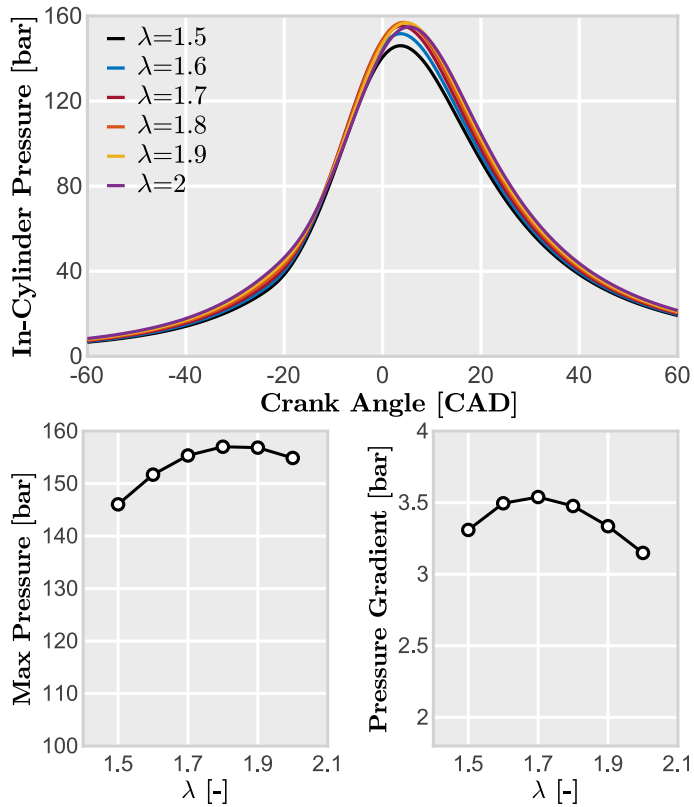 In-Cylinder Pressure [bar]
160
120
80
40
0
λ=1.5
λ=1.6
λ=1.7
λ=1.8
λ=1.9
λ=2
-60 -40 -20 0 20 40 60
Crank Angle [CAD]
Max Pressure [bar]
160
150
140
130
120
110
100
1.5 1.7 1.9 2.1
λ [-]
Pressure Gradient [bar]
4
3.5
3
2.5
2
1.5 1.7 1.9 2.1
λ [-]